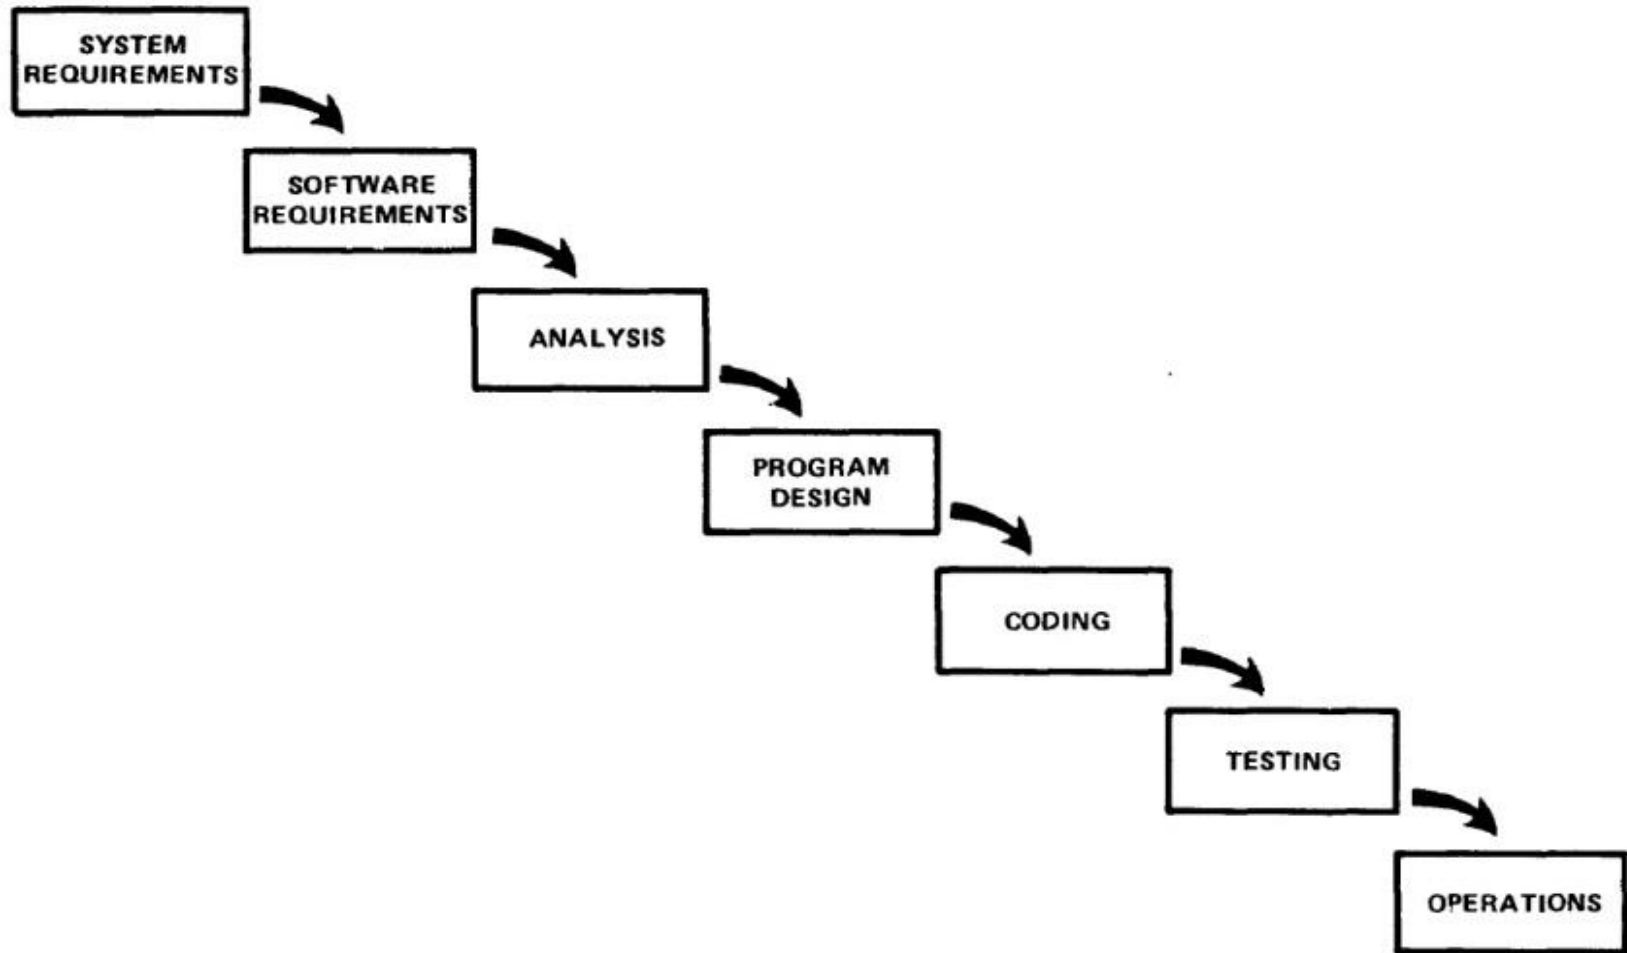 SYSTEM
REQUIREMENTS
SOFTWARE
REQUIREMENTS
ANALYSIS
PROGRAM
DESIGN
CODING
TESTING
OPERATIONS